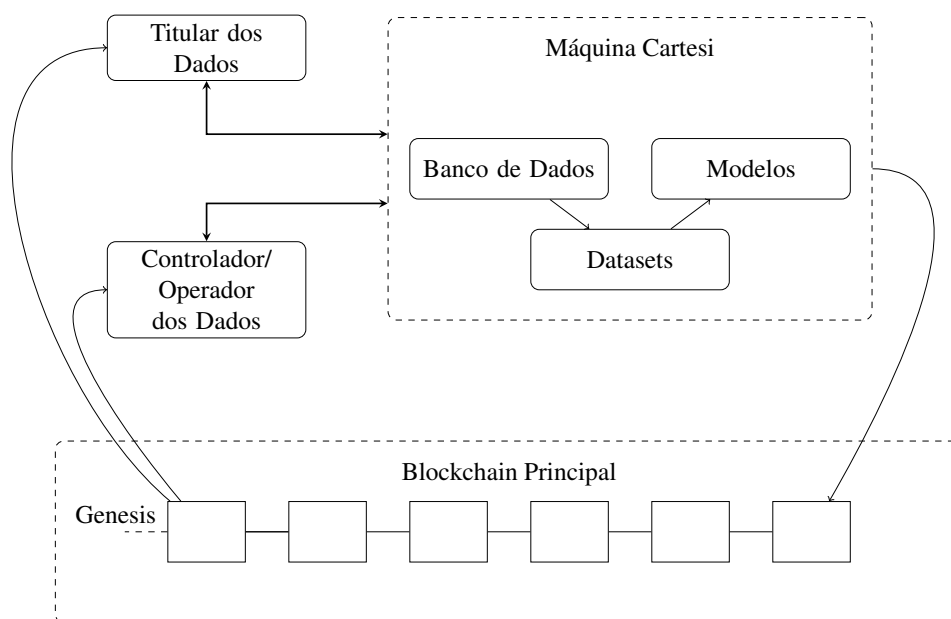 Titular dos
Dados
Máquina Cartesi
Banco de Dados
Modelos
Datasets
Controlador/
Operador
dos Dados
Blockchain Principal
Genesis